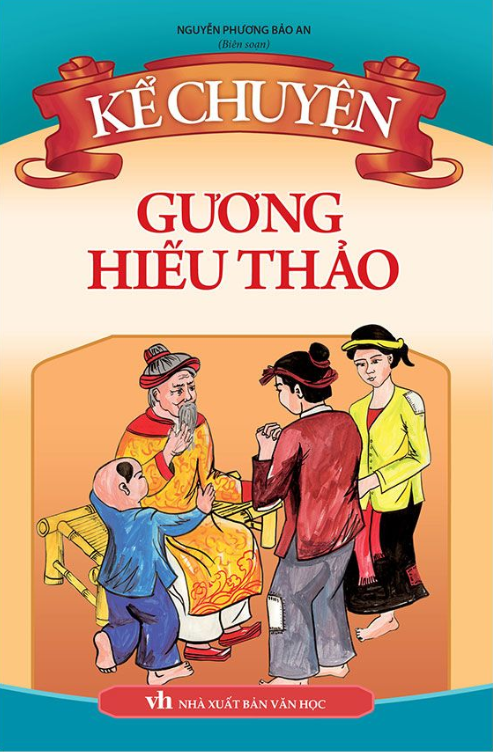 NGUYỄN PHƯƠNG BẢO AN
(Biên soạn)
KỂ CHUYỆN
GƯƠNG
HIẾU THẢO
vh NHÀ XUẤT BẢN VĂN HỌC